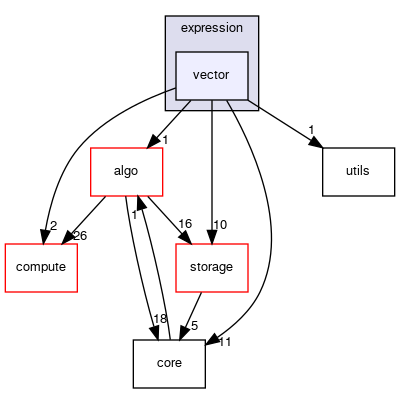 expression
vector
1
1
utils
algo
1
16
10
2
26
compute
storage
18
5
11
core